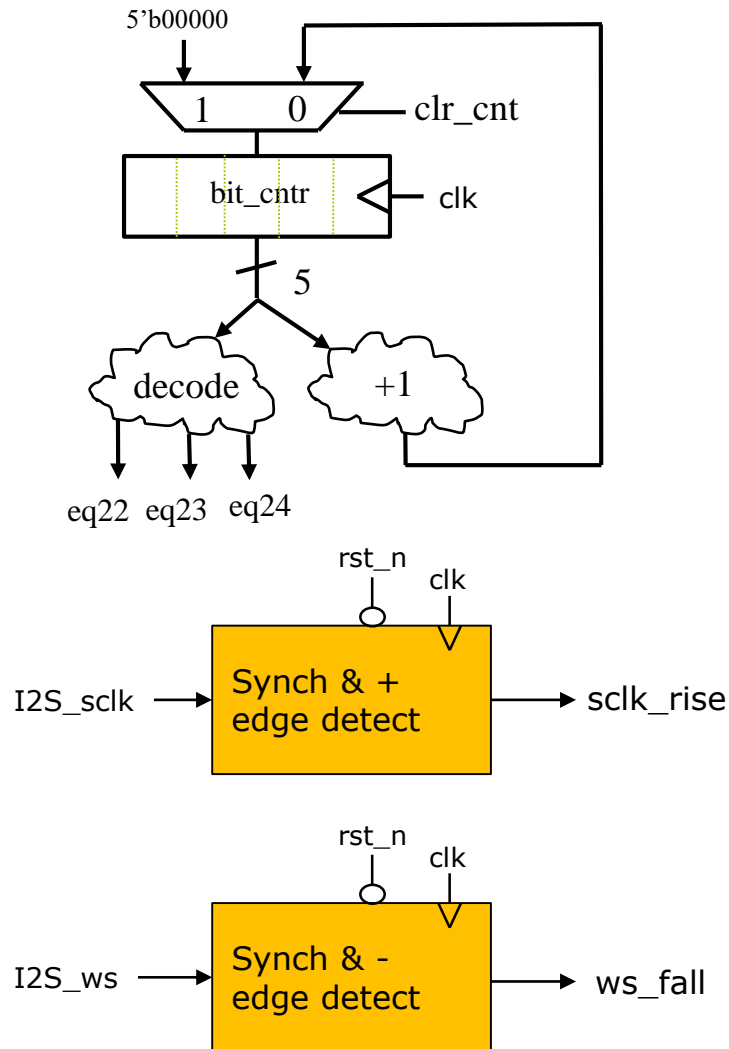 5'b00000
1 0 clr_cnt
bit_cntr clk
5
decode +1
eq22 eq23 eq24
rst_n clk
I2S_sclk Synch & + sclk_rise
edge detect
rst_n clk
I2S_ws Synch & - ws_fall
edge detect